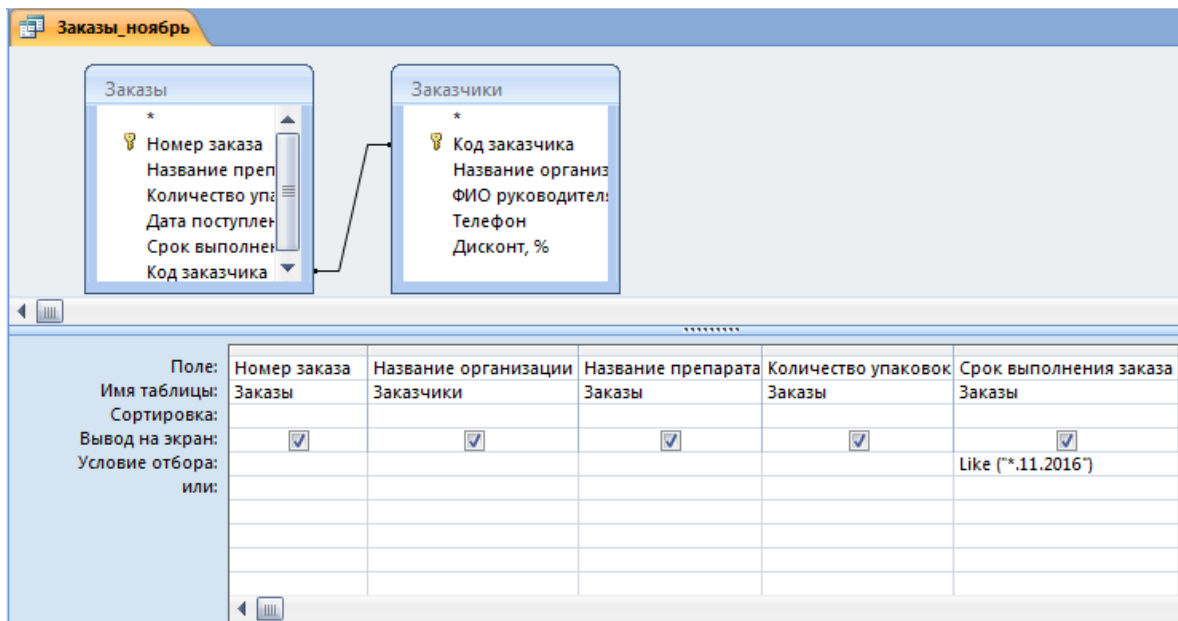 Заказы_ноябрь
Заказы
*
Номер заказа
Название преп
Количество упа
Дата поступлен
Срок выполнен
Код заказчика
Заказчики
*
Код заказчика
Название организ
ФИО руководителя
Телефон
Дисконт, %
Поле: Номер заказа Название организации Название препарата Количество упаковок Срок выполнения заказа
Имя таблицы: Заказы Заказчики Заказы Заказы Заказы
Сортировка:
Вывод на экран:
Условие отбора: Like ("*.11.2016")
или: